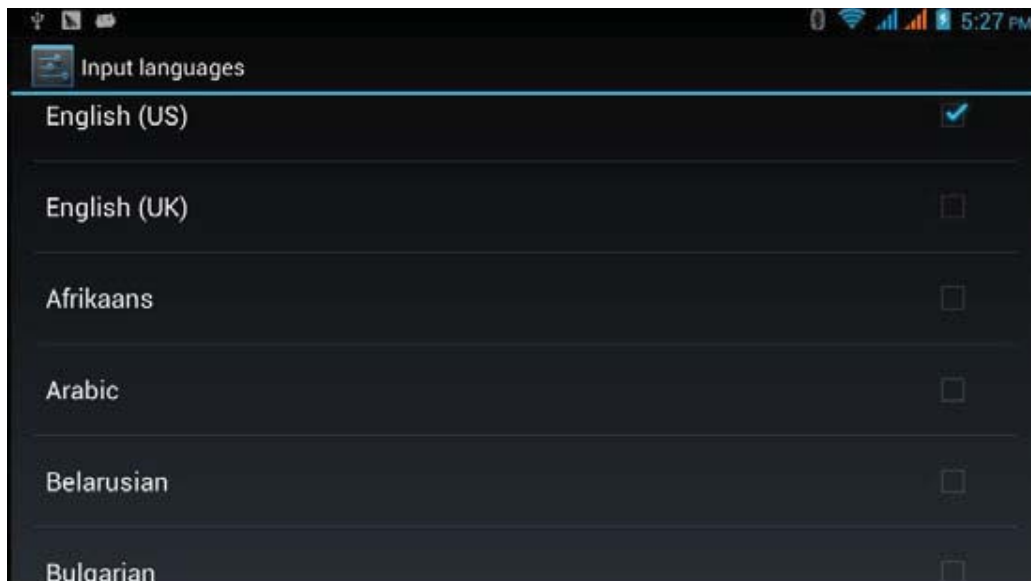 5:27 PM
Input languages
English (US)
English (UK)
Afrikaans
Arabic
Belarusian
Bulgarian